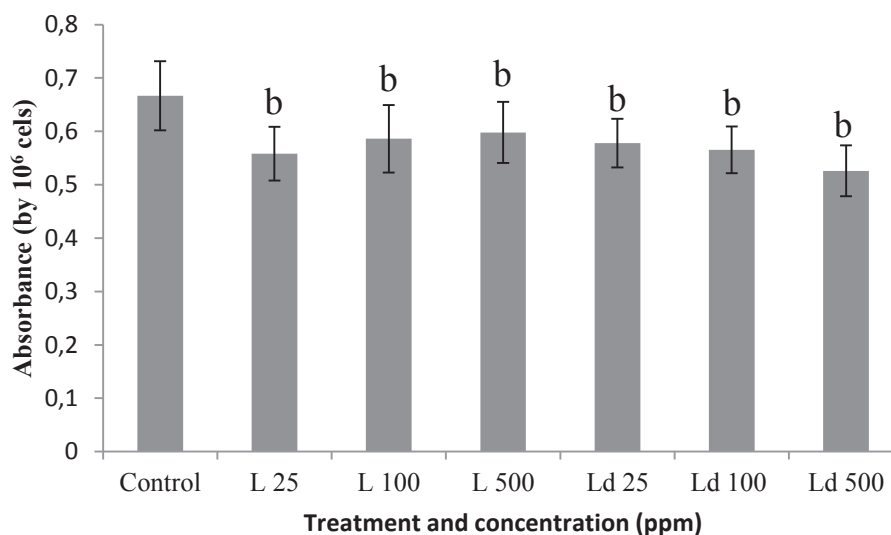 Absorbance (by 10⁶ cels)
0,8
0,7
0,6
0,5
0,4
0,3
0,2
0,1
0
b b b b b b
Control L 25 L 100 L 500 Ld 25 Ld 100 Ld 500
Treatment and concentration (ppm)